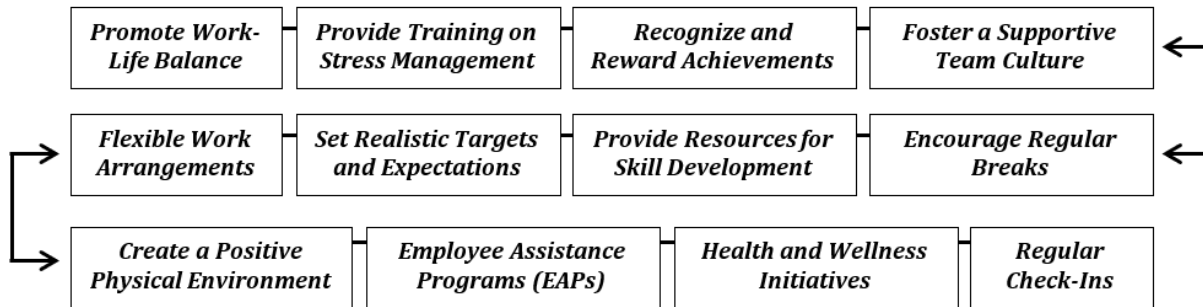 Promote Work-
Life Balance
Provide Training on
Stress Management
Recognize and
Reward Achievements
Foster a Supportive
Team Culture
Flexible Work
Arrangements
Set Realistic Targets
and Expectations
Provide Resources for
Skill Development
Encourage Regular
Breaks
Create a Positive
Physical Environment
Employee Assistance
Programs (EAPs)
Health and Wellness
Initiatives
Regular
Check-Ins